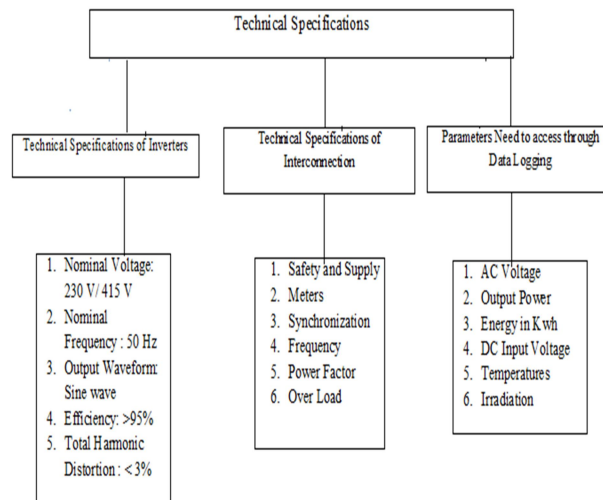 Technical Specifications
Technical Specifications of Inverters
Technical Specifications of
Interconnection
Parameters Need to access through
Data Logging
1. Nominal Voltage:
230 V/ 415 V
2. Nominal
Frequency : 50 Hz
3. Output Waveform:
Sine wave
4. Efficiency: >95%
5. Total Harmonic
Distortion : <3%
1. Safety and Supply
2. Meters
3. Synchronization
4. Frequency
5. Power Factor
6. Over Load
1. AC Voltage
2. Output Power
3. Energy in Kwh
4. DC Input Voltage
5. Temperatures
6. Irradiation